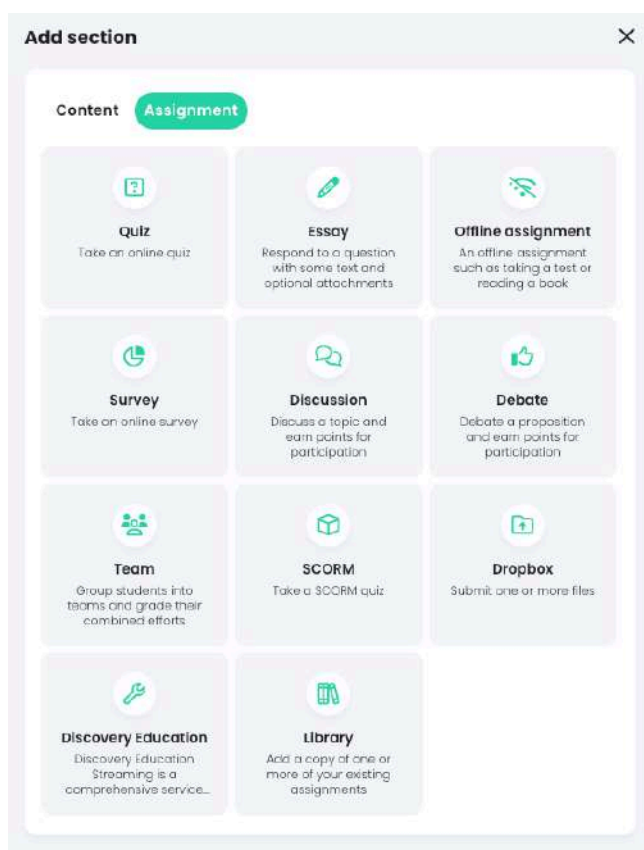 Add section
Content
Assignment
Quiz
Take an online quiz
Essay
Respond to a question
with some text and
optional attachments
Offline assignment
An offline assignment
such as taking a test or
reading a book
Survey
Take an online survey
Discussion
Discuss a topic and
earn points for
participation
Debate
Debate a proposition
and earn points for
participation
Team
Group students into
teams and grade their
combined efforts
SCORM
Take a SCORM quiz
Dropbox
Submit one or more files
Discovery Education
Discovery Education
Streaming is a
comprehensive service...
Library
Add a copy of one or
more of your existing
assignments